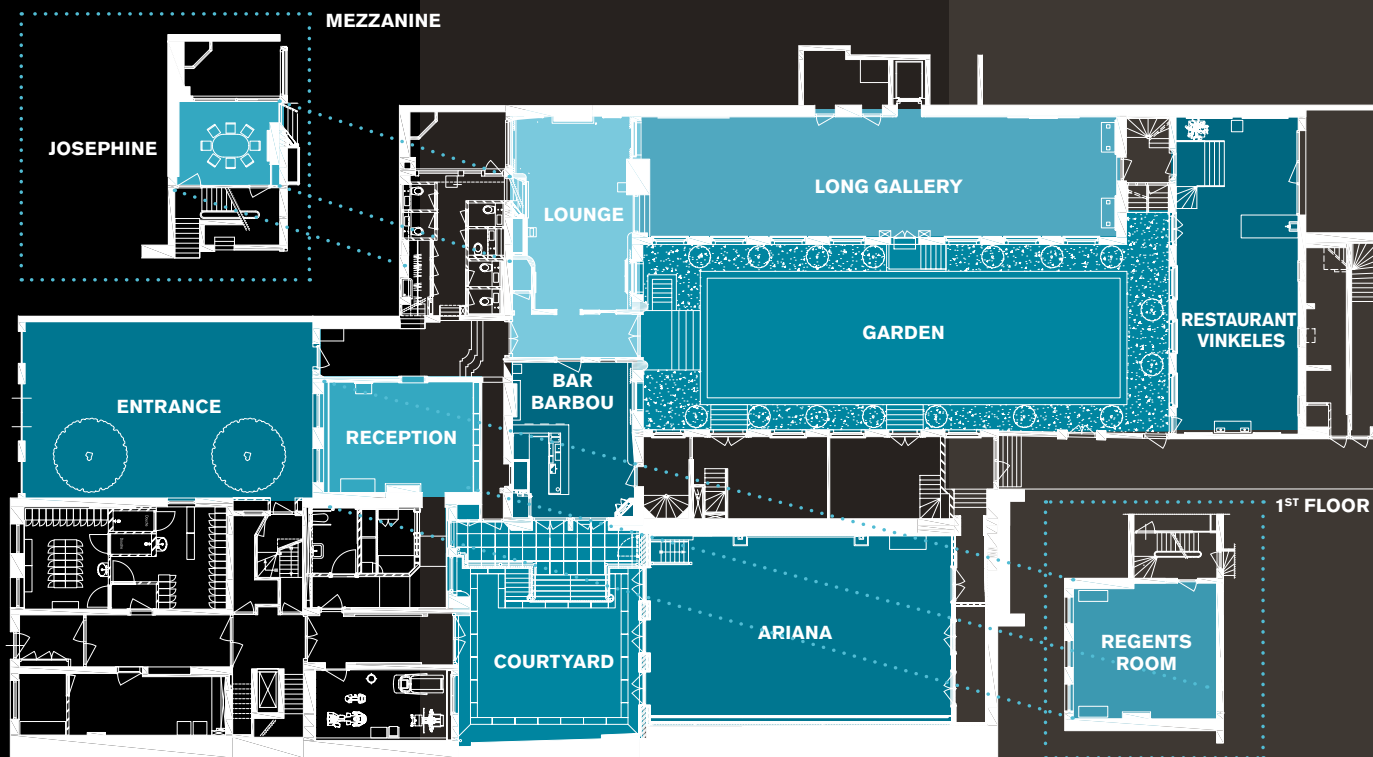 MEZZANINE
JOSEPHINE
LONG GALLERY
LOUNGE
GARDEN
RESTAURANT
VINKELES
BAR
BARBOU
ENTRANCE
RECEPTION
1ST FLOOR
ARIANA
COURTYARD
REGENTS
ROOM